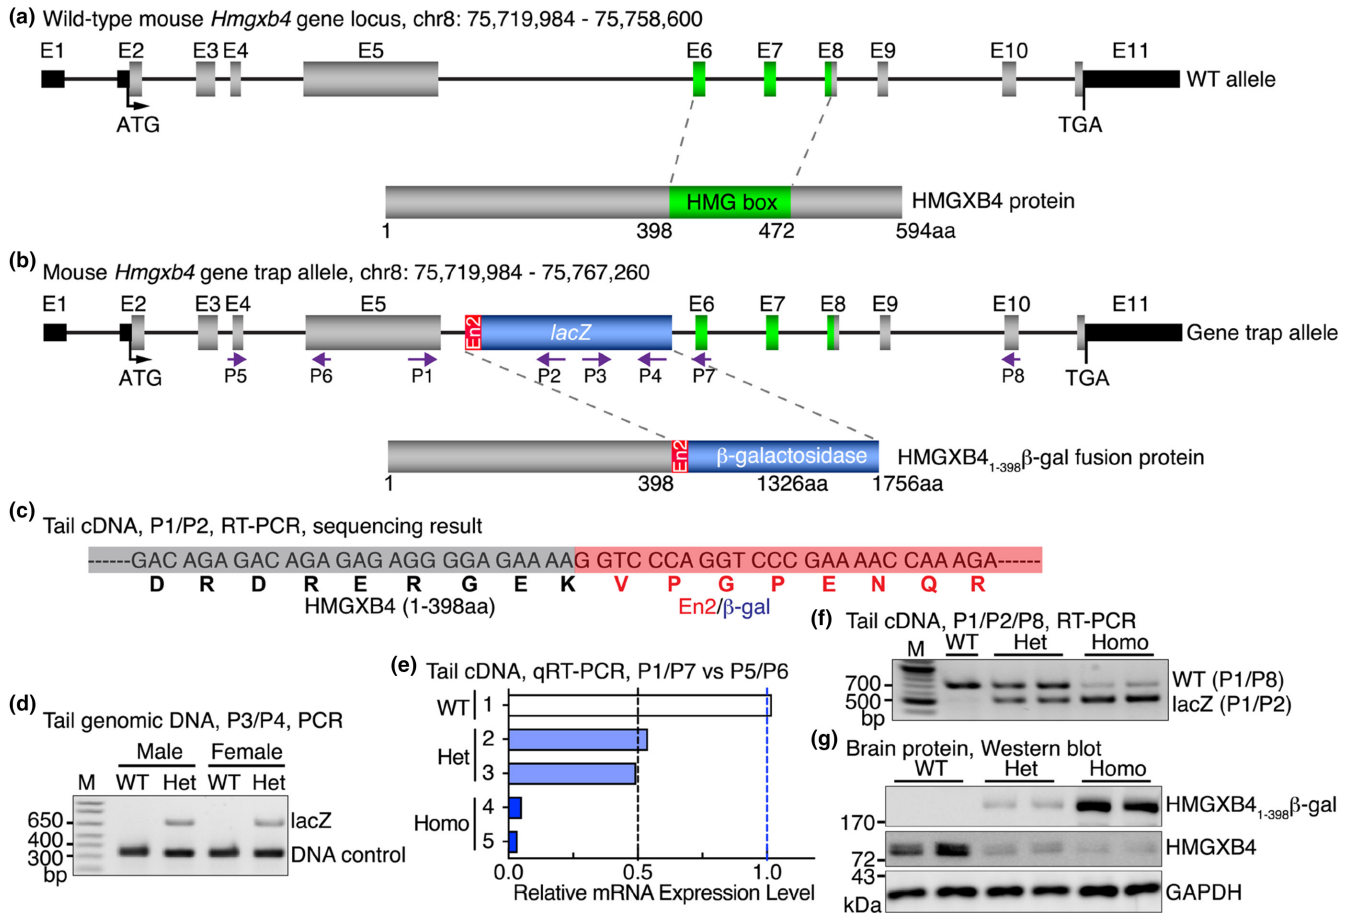 (a) Wild-type mouse Hmgxb4 gene locus, chr8: 75,719,984 - 75,758,600
E1 E2 E3 E4 E5 E6 E7 E8 E9 E10 E11
WT allele
ATG TGA
HMG box HMGXB4 protein
1 398 472 594aa
(b) Mouse Hmgxb4 gene trap allele, chr8: 75,719,984 - 75,767,260
E1 E2 E3 E4 E5 E6 E7 E8 E9 E10 E11
En2 lacZ Gene trap allele
ATG P5 P6 P1 P2 P3 P4 P7 P8 TGA
En2 β-galactosidase HMGXB41-398β-gal fusion protein
1 398 1326aa 1756aa
(c) Tail cDNA, P1/P2, RT-PCR, sequencing result
------GAC AGA GAC AGA GAG AGG GGA GAA AAG GTC CCA GGT CCC GAA AAC CAA AGA------
D R D R E R G E K V P G P E N Q R
HMGXB4 (1-398aa) En2/β-gal
(d) Tail genomic DNA, P3/P4, PCR
Male Female
M WT Het WT Het
650 lacZ
400
300 DNA control
bp
(e) Tail cDNA, qRT-PCR, P1/P7 vs P5/P6
WT 1
Het 2
3
Homo 4
5
0.0 0.5 1.0
Relative mRNA Expression Level
(f) Tail cDNA, P1/P2/P8, RT-PCR
M WT Het Homo
700 WT (P1/P8)
500 lacZ (P1/P2)
bp
(g) Brain protein, Western blot
WT Het Homo
HMGXB41-398β-gal
170
HMGXB4
72
43
GAPDH
kDa